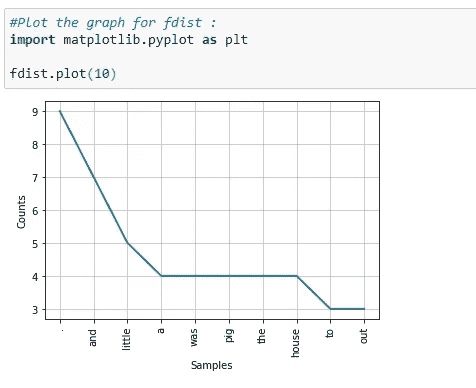 #Plot the graph for fdist :
import matplotlib.pyplot as plt
fdist.plot(10)
9
8
7
6
5
4
3
Counts
.
and
little
a
was
pig
the
house
to
out
Samples